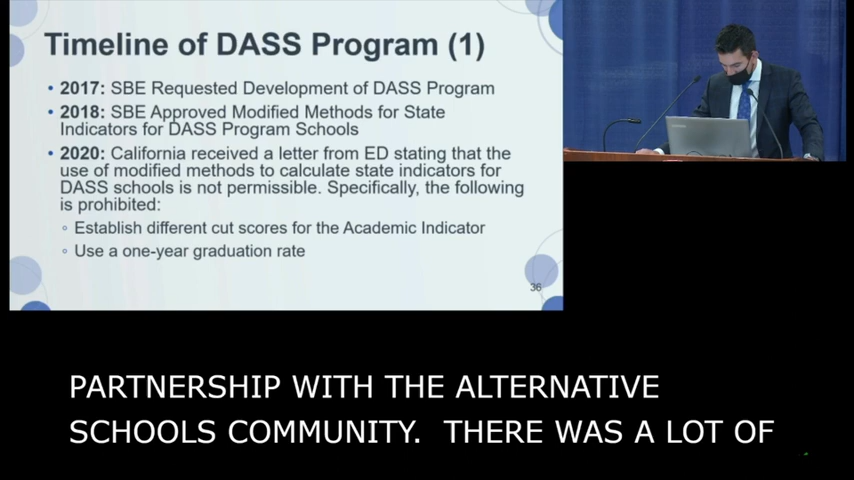 Timeline of DASS Program (1)
• 2017: SBE Requested Development of DASS Program
• 2018: SBE Approved Modified Methods for State
Indicators for DASS Program Schools
• 2020: California received a letter from ED stating that the
use of modified methods to calculate state indicators for
DASS schools is not permissible. Specifically, the following
is prohibited:
◦ Establish different cut scores for the Academic Indicator
◦ Use a one-year graduation rate
36
PARTNERSHIP WITH THE ALTERNATIVE
SCHOOLS COMMUNITY.  THERE WAS A LOT OF